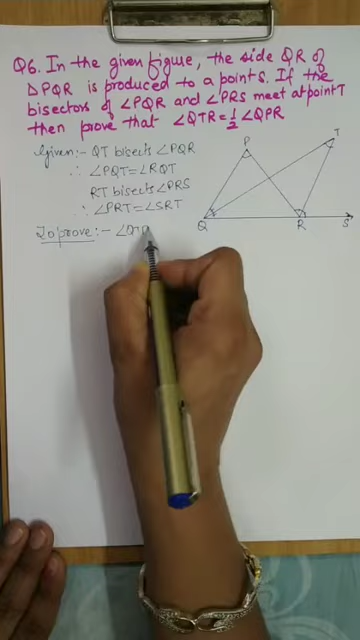 Q6. In the given figure, the side QR of
∆PQR is produced to a point S. If the
bisectors of ∠PQR and ∠PRS meet at point T
then prove that ∠QTR = 1/2 ∠QPR
Given:- QT bisects ∠PQR
∴ ∠PQT = ∠RQT
RT bisects ∠PRS
∴ ∠PRT = ∠SRT
To prove:- ∠QT
P
T
Q
R
S